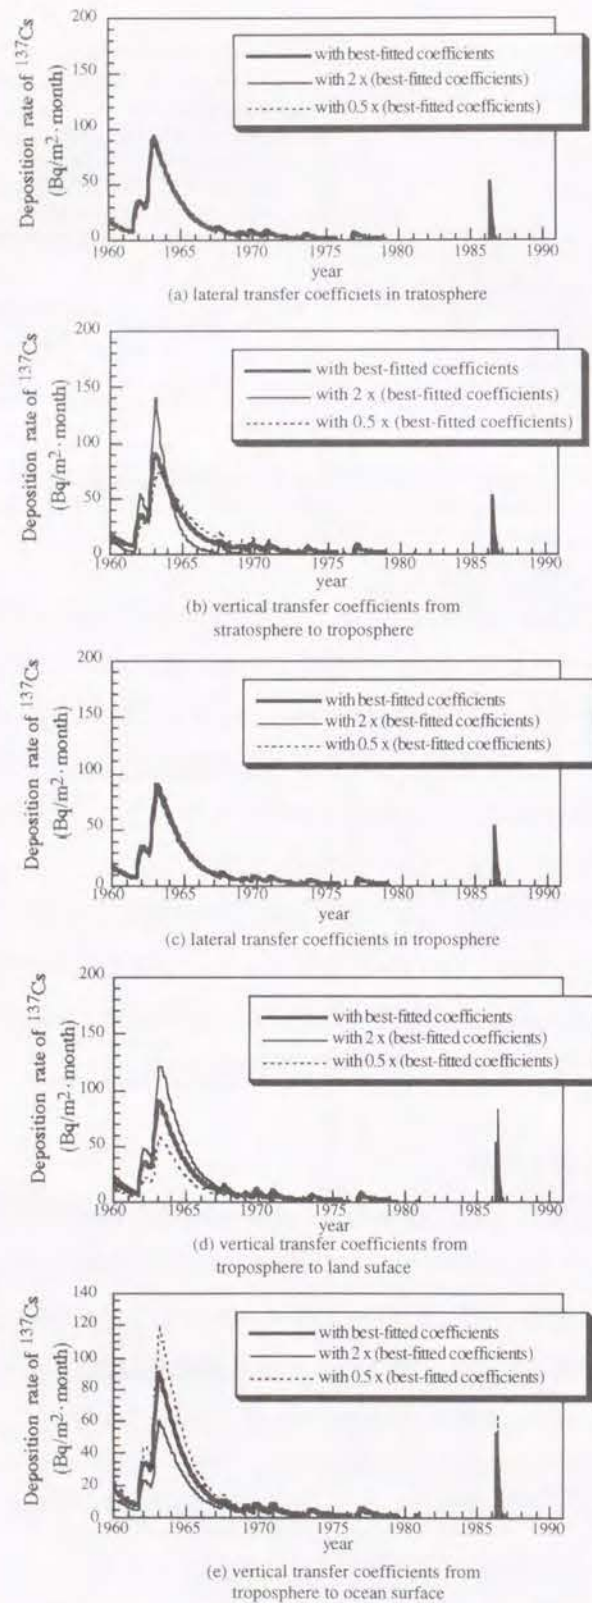 Deposition rate of 137Cs
(Bq/m²·month)
200
150
100
50
0
with best-fitted coefficients
with 2 x (best-fitted coefficients)
with 0.5 x (best-fitted coefficients)
1960 1965 1970 1975 1980 1985 1990
year
(a) lateral transfer coefficiets in tratosphere
Deposition rate of 137Cs
(Bq/m²·month)
200
150
100
50
0
with best-fitted coefficients
with 2 x (best-fitted coefficients)
with 0.5 x (best-fitted coefficients)
1960 1965 1970 1975 1980 1985 1990
year
(b) vertical transfer coefficients from
stratosphere to troposphere
Deposition rate of 137Cs
(Bq/m²·month)
200
150
100
50
0
with best-fitted coefficients
with 2 x (best-fitted coefficients)
with 0.5 x (best-fitted coefficients)
1960 1965 1970 1975 1980 1985 1990
year
(c) lateral transfer coefficients in troposphere
Deposition rate of 137Cs
(Bq/m²·month)
200
150
100
50
0
with best-fitted coefficients
with 2 x (best-fitted coefficients)
with 0.5 x (best-fitted coefficients)
1960 1965 1970 1975 1980 1985 1990
year
(d) vertical transfer coefficients from
troposphere to land suface
Deposition rate of 137Cs
(Bq/m²·month)
140
120
100
80
60
40
20
0
with best-fitted coefficients
with 2 x (best-fitted coefficients)
with 0.5 x (best-fitted coefficients)
1960 1965 1970 1975 1980 1985 1990
year
(e) vertical transfer coefficients from
troposphere to ocean surface